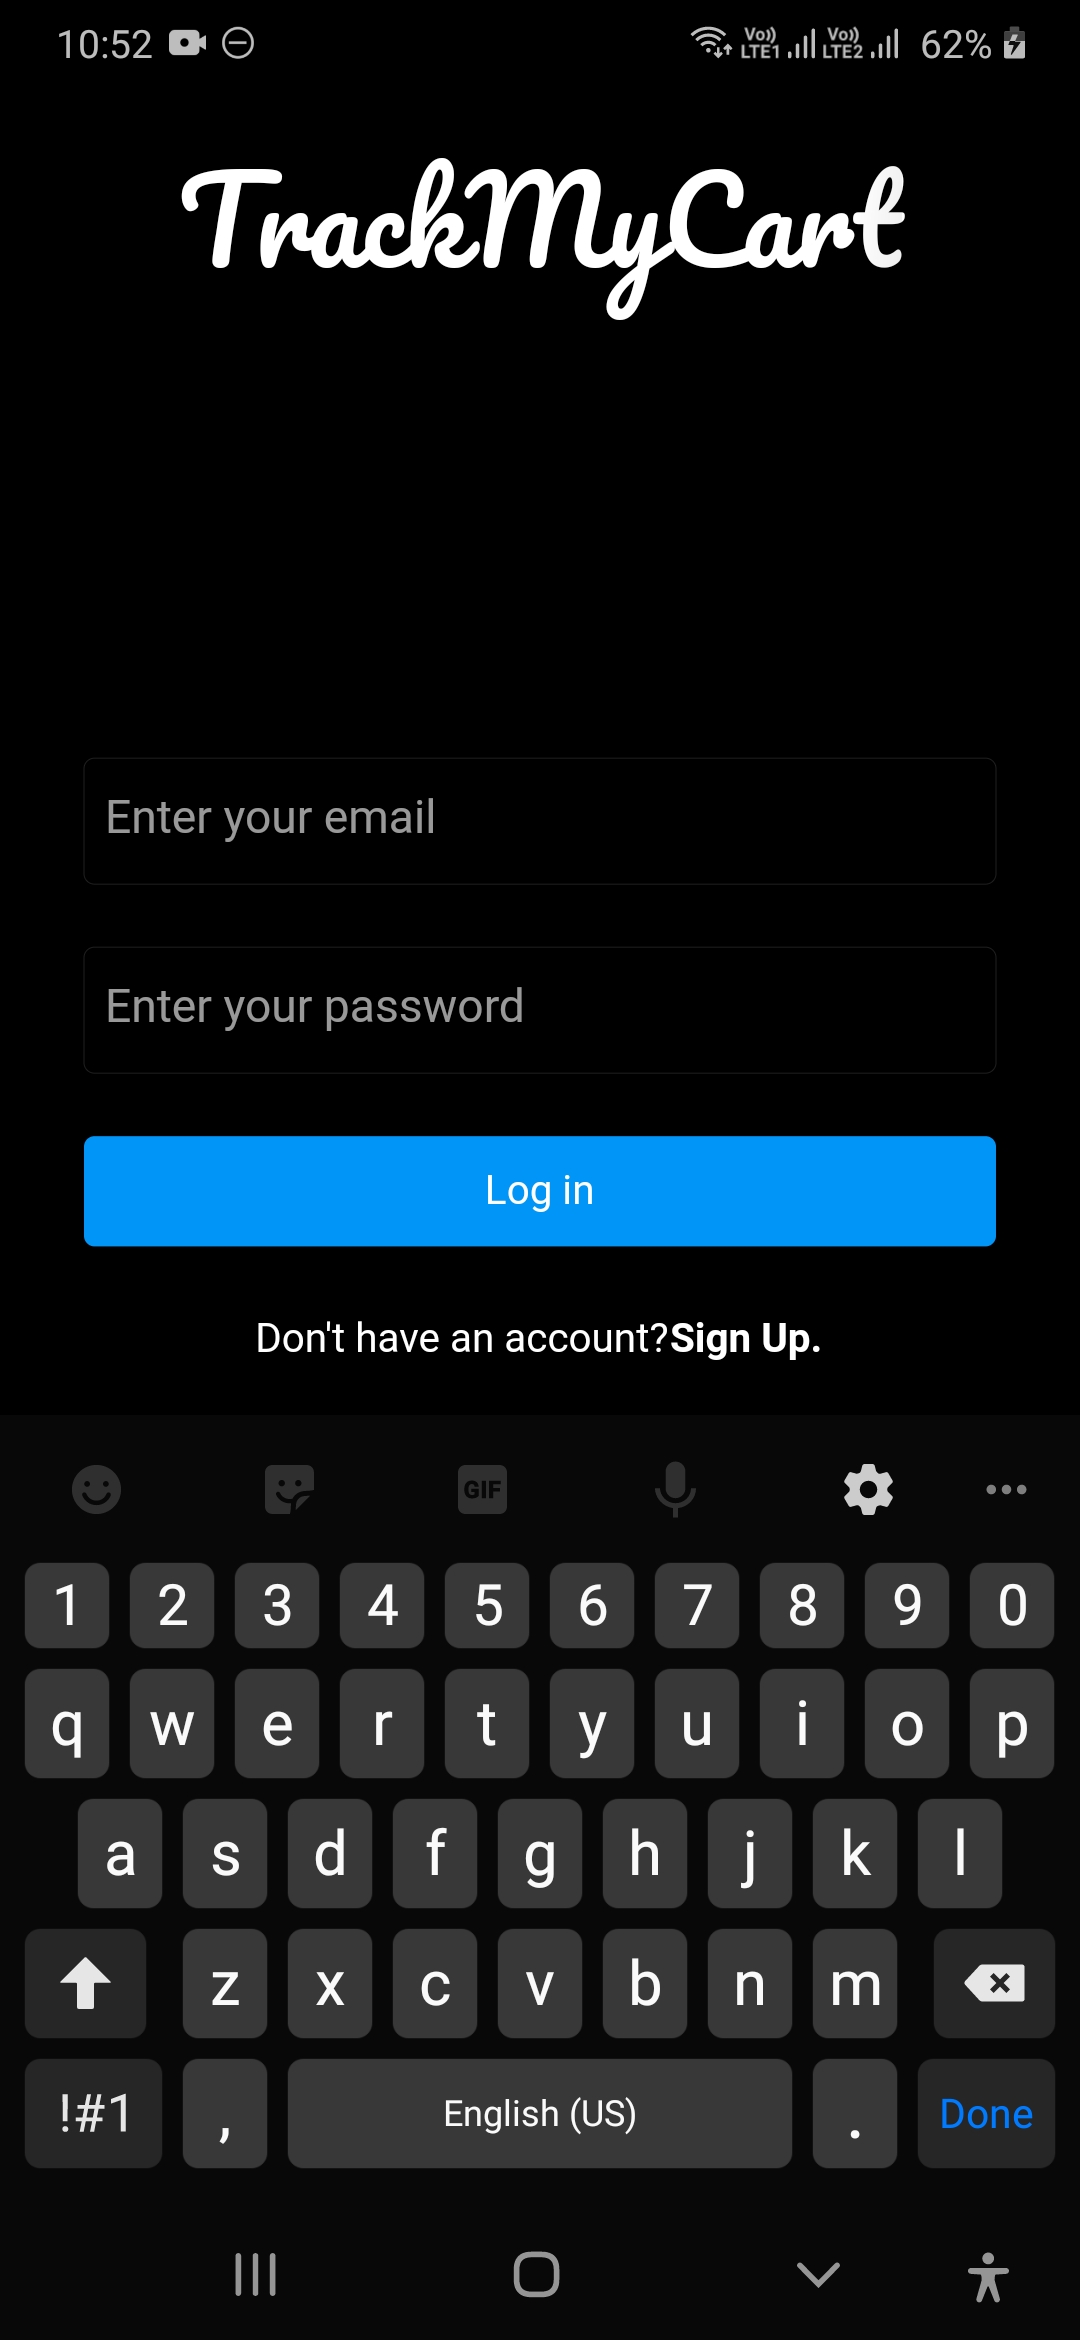 10:52 Vo)) LTE1 Vo)) LTE2 62%
TrackMyCart
Enter your email
Enter your password
Log in
Don't have an account?Sign Up.
GIF
1 2 3 4 5 6 7 8 9 0
q w e r t y u i o p
a s d f g h j k l
z x c v b n m
!#1 , English (US) . Done